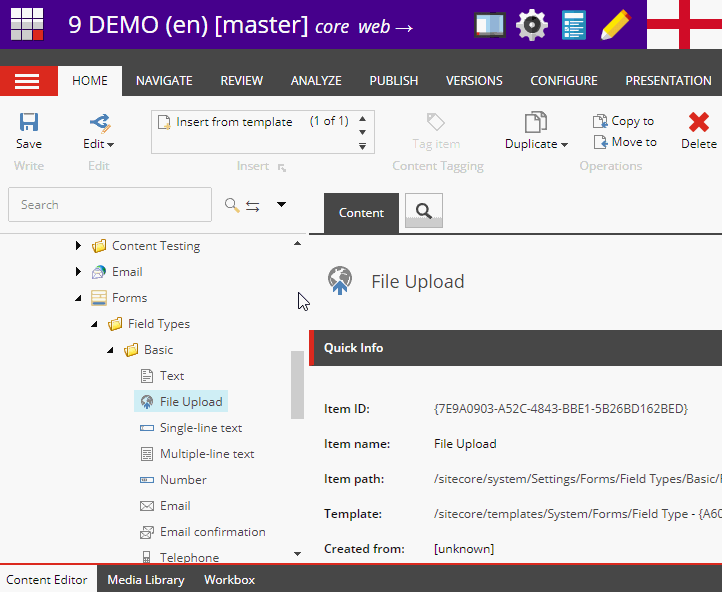 9 DEMO (en) [master] core web →
HOME NAVIGATE REVIEW ANALYZE PUBLISH VERSIONS CONFIGURE PRESENTATION
Save
Write
Edit
Edit
Insert from template (1 of 1)
Insert
Tag item
Content Tagging
Duplicate
Copy to
Move to
Delete
Operations
Search
Content Testing
Email
Forms
Field Types
Basic
Text
File Upload
Single-line text
Multiple-line text
Number
Email
Email confirmation
Telephone
Content
File Upload
Quick Info
Item ID: {7E9A0903-A52C-4843-BBE1-5B26BD162BED}
Item name: File Upload
Item path: /sitecore/system/Settings/Forms/Field Types/Basic/
Template: /sitecore/templates/System/Forms/Field Type - {A60
Created from: [unknown]
Content Editor Media Library Workbox